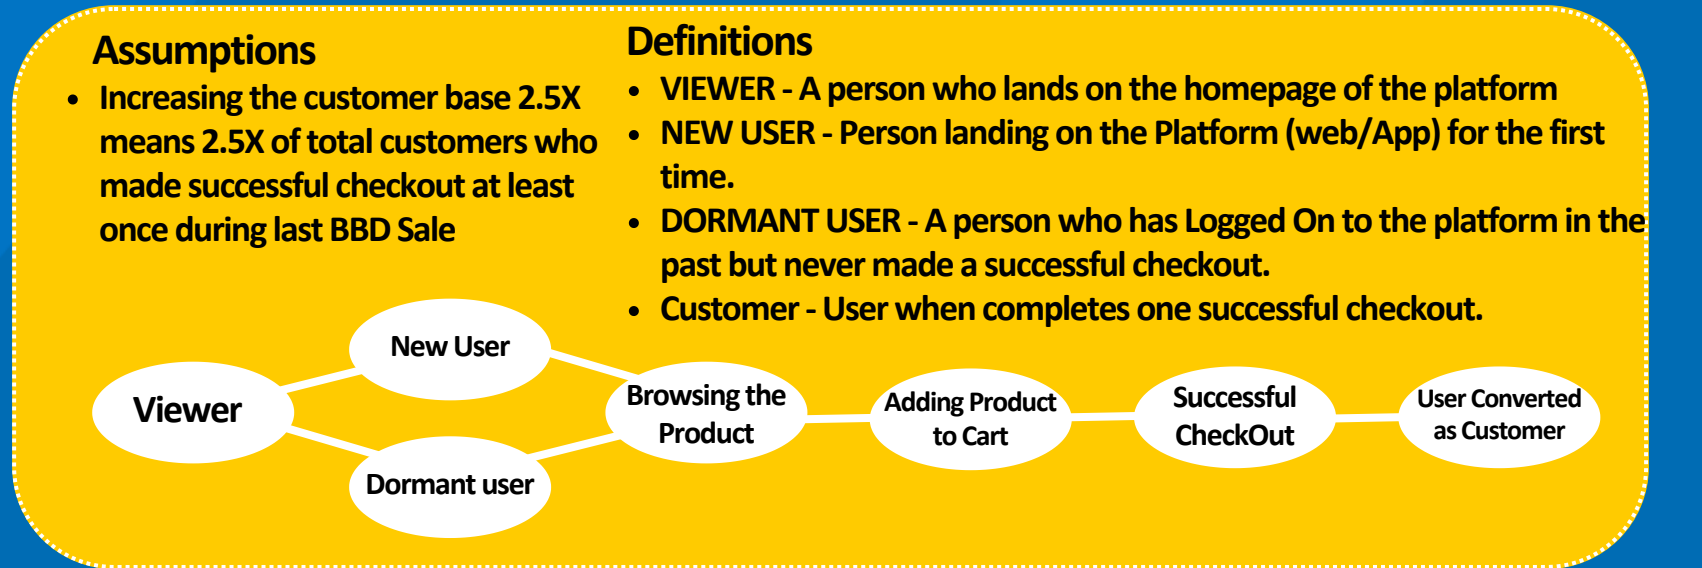 Assumptions
• Increasing the customer base 2.5X
means 2.5X of total customers who
made successful checkout at least
once during last BBD Sale
Definitions
• VIEWER - A person who lands on the homepage of the platform
• NEW USER - Person landing on the Platform (web/App) for the first
time.
• DORMANT USER - A person who has Logged On to the platform in the
past but never made a successful checkout.
• Customer - User when completes one successful checkout.
Viewer
New User
Dormant user
Browsing the
Product
Adding Product
to Cart
Successful
CheckOut
User Converted
as Customer